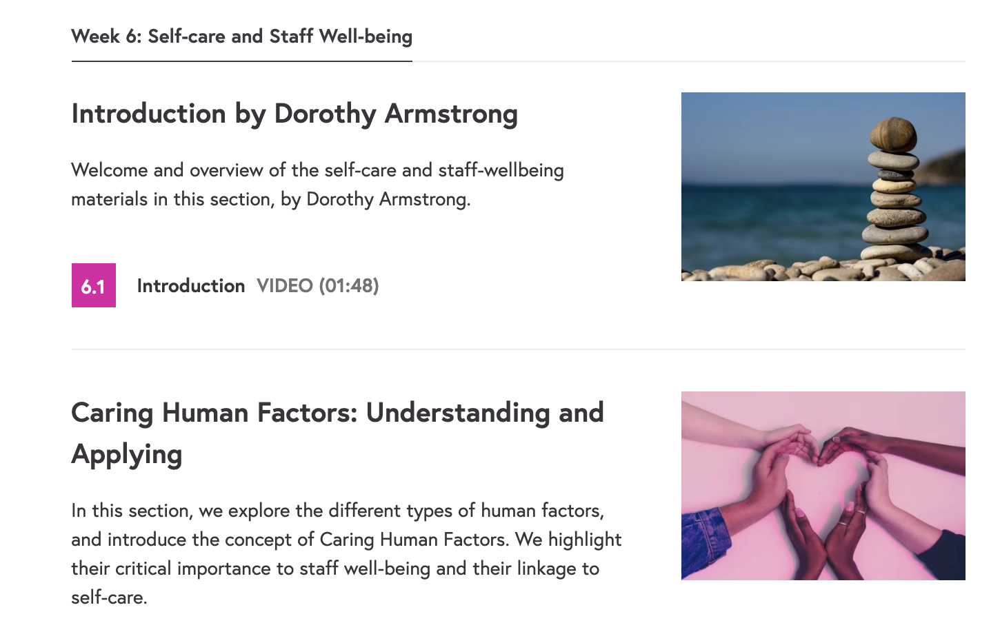 Week 6: Self-care and Staff Well-being
Introduction by Dorothy Armstrong
Welcome and overview of the self-care and staff-wellbeing
materials in this section, by Dorothy Armstrong.
6.1 Introduction VIDEO (01:48)
Caring Human Factors: Understanding and
Applying
In this section, we explore the different types of human factors,
and introduce the concept of Caring Human Factors. We highlight
their critical importance to staff well-being and their linkage to
self-care.